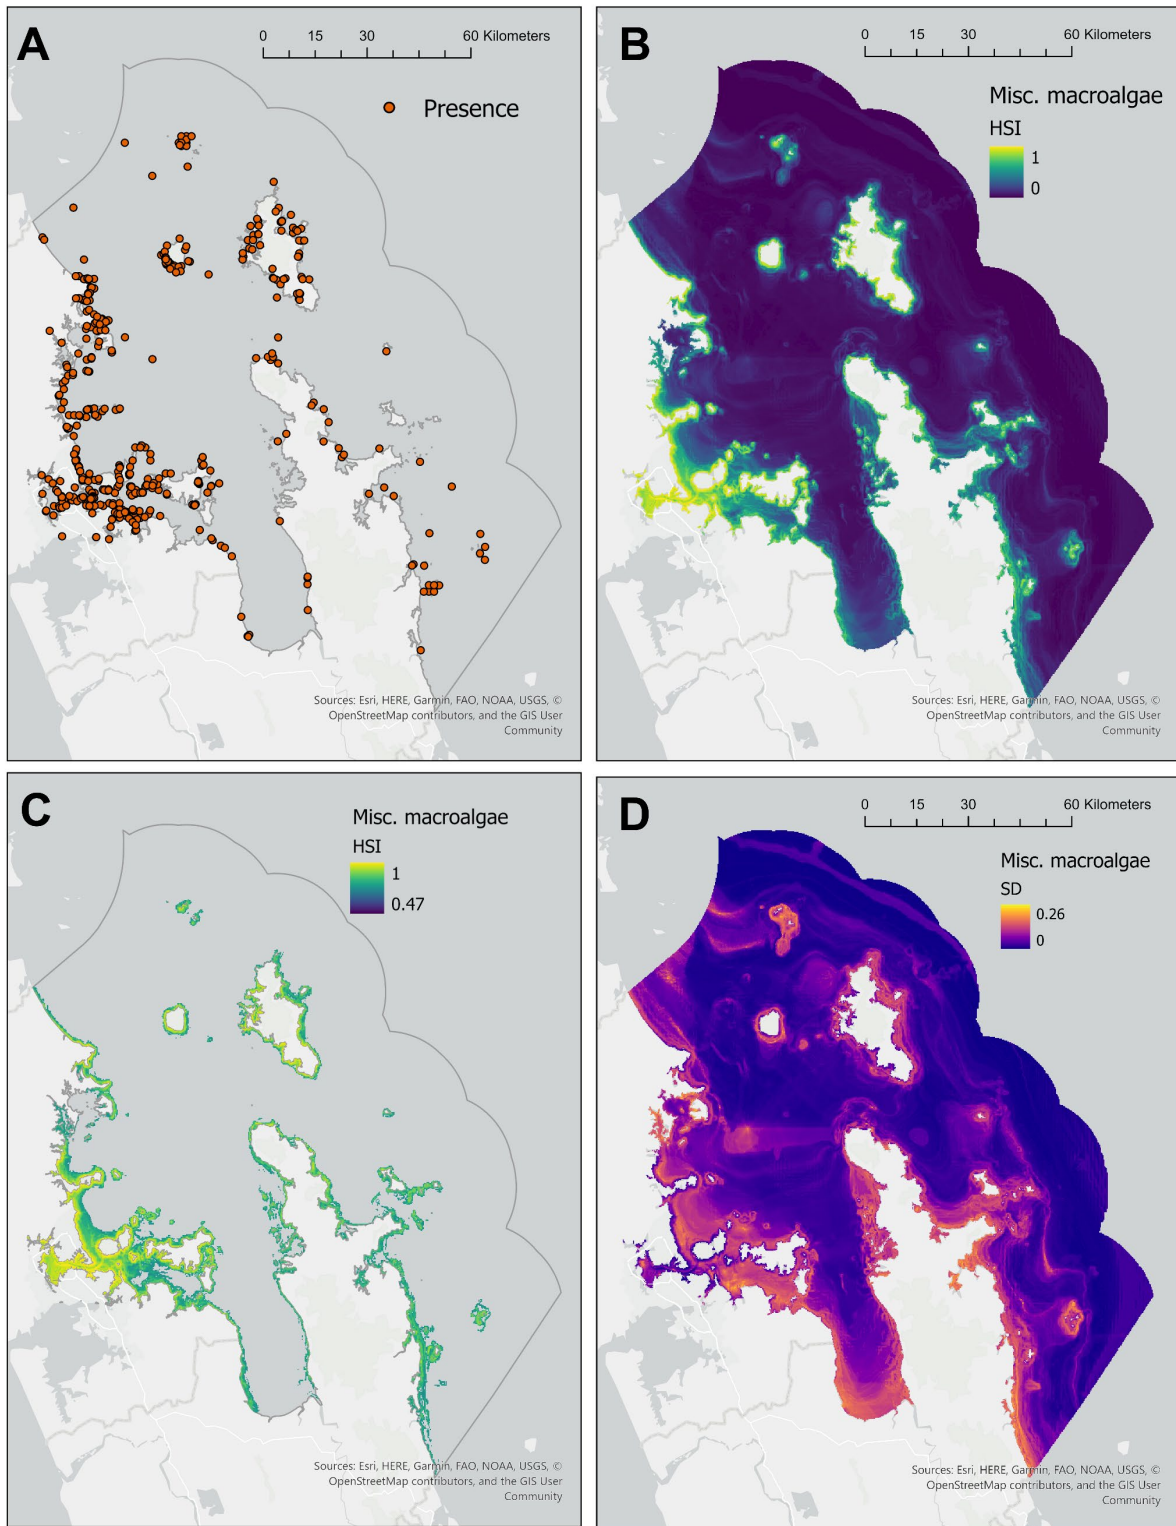 A
0 15 30 60 Kilometers
Presence
Sources: Esri, HERE, Garmin, FAO, NOAA, USGS, ©
OpenStreetMap contributors, and the GIS User
Community
B
0 15 30 60 Kilometers
Misc. macroalgae
HSI
1
0
Sources: Esri, HERE, Garmin, FAO, NOAA, USGS, ©
OpenStreetMap contributors, and the GIS User
Community
C
Misc. macroalgae
HSI
1
0.47
Sources: Esri, HERE, Garmin, FAO, NOAA, USGS, ©
OpenStreetMap contributors, and the GIS User
Community
D
0 15 30 60 Kilometers
Misc. macroalgae
SD
0.26
0
Sources: Esri, HERE, Garmin, FAO, NOAA, USGS, ©
OpenStreetMap contributors, and the GIS User
Community